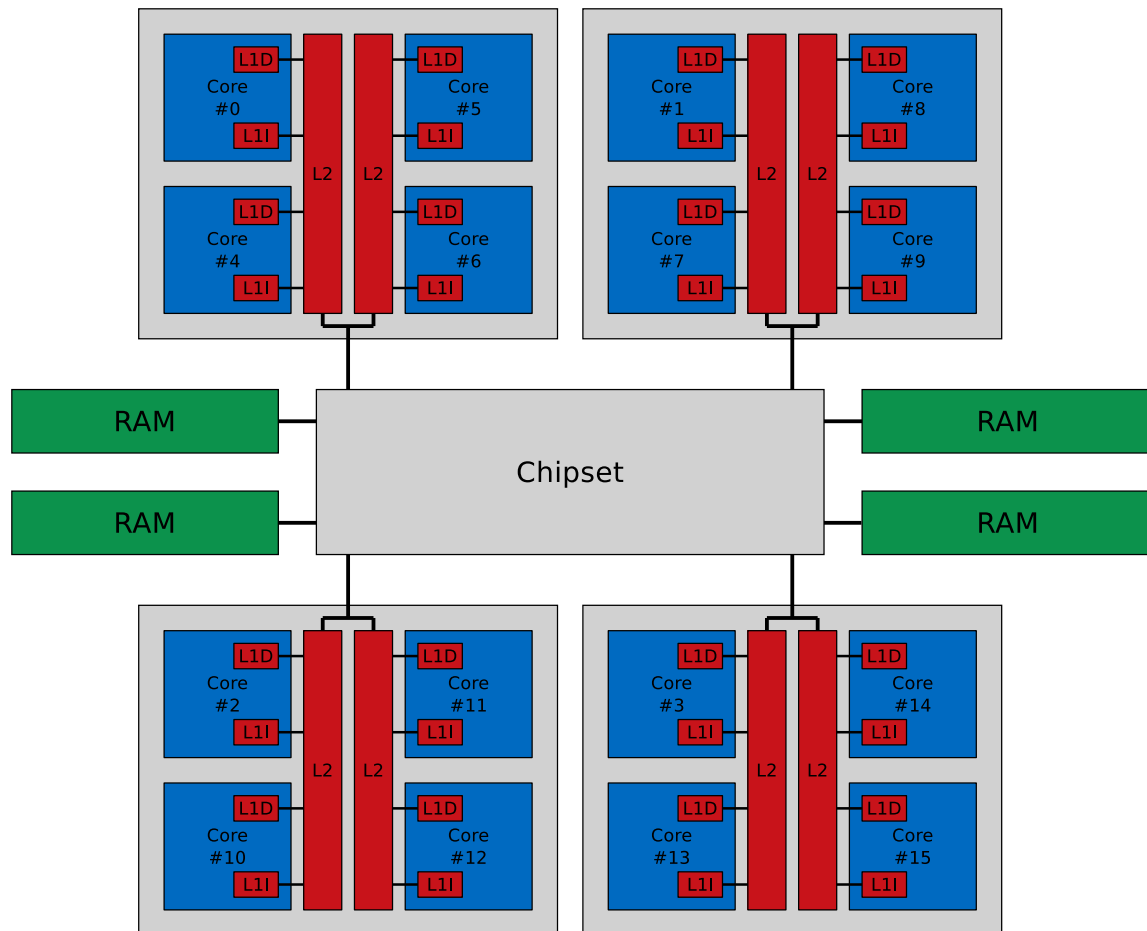 L1D
Core
#0
L1I
L1D
Core
#4
L1I
L2
L2
L1D
Core
#5
L1I
L1D
Core
#6
L1I
L1D
Core
#1
L1I
L1D
Core
#7
L1I
L2
L2
L1D
Core
#8
L1I
L1D
Core
#9
L1I
RAM
RAM
Chipset
RAM
RAM
L1D
Core
#2
L1I
L1D
Core
#10
L1I
L2
L2
L1D
Core
#11
L1I
L1D
Core
#12
L1I
L1D
Core
#3
L1I
L1D
Core
#13
L1I
L2
L2
L1D
Core
#14
L1I
L1D
Core
#15
L1I